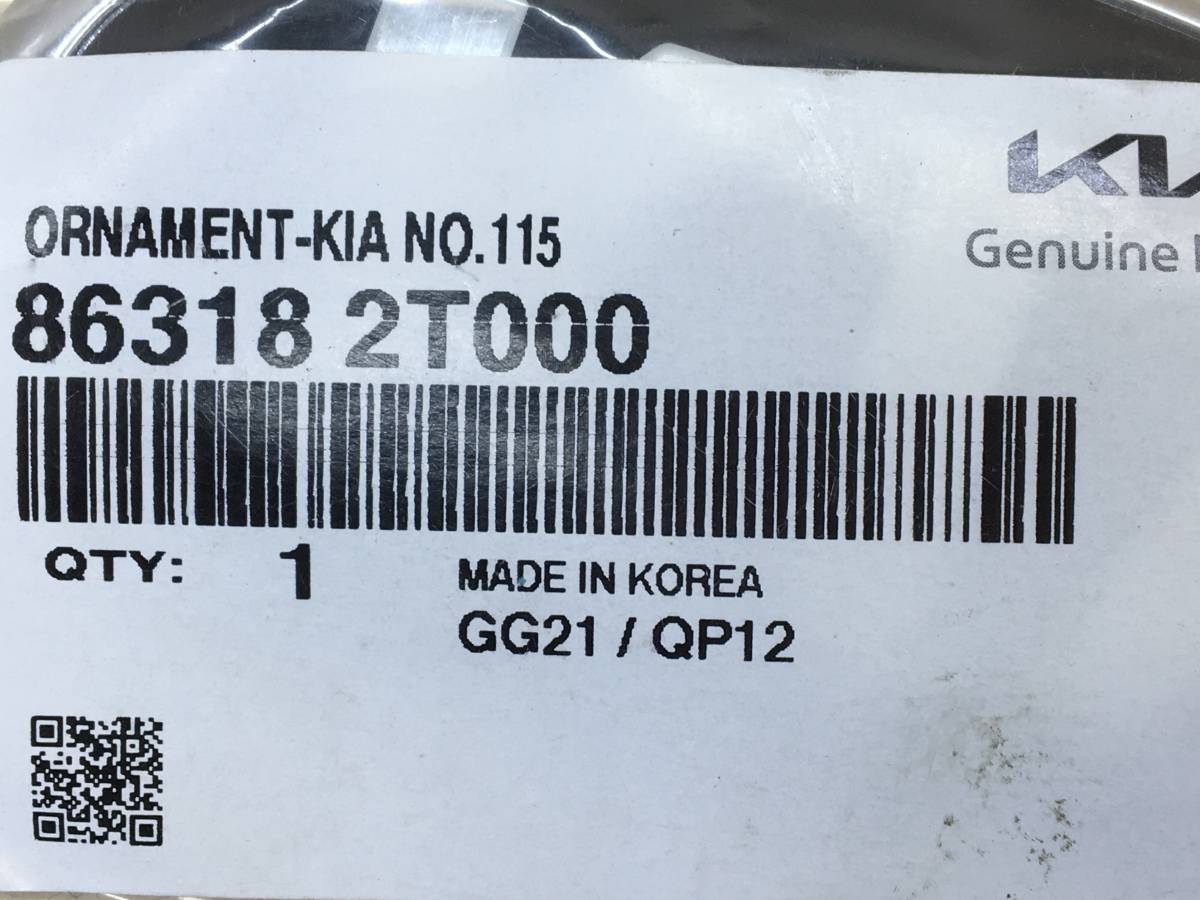 Genuine
ORNAMENT-KIA NO.115
86318 2T000
QTY: 1
MADE IN KOREA
GG21 / QP12